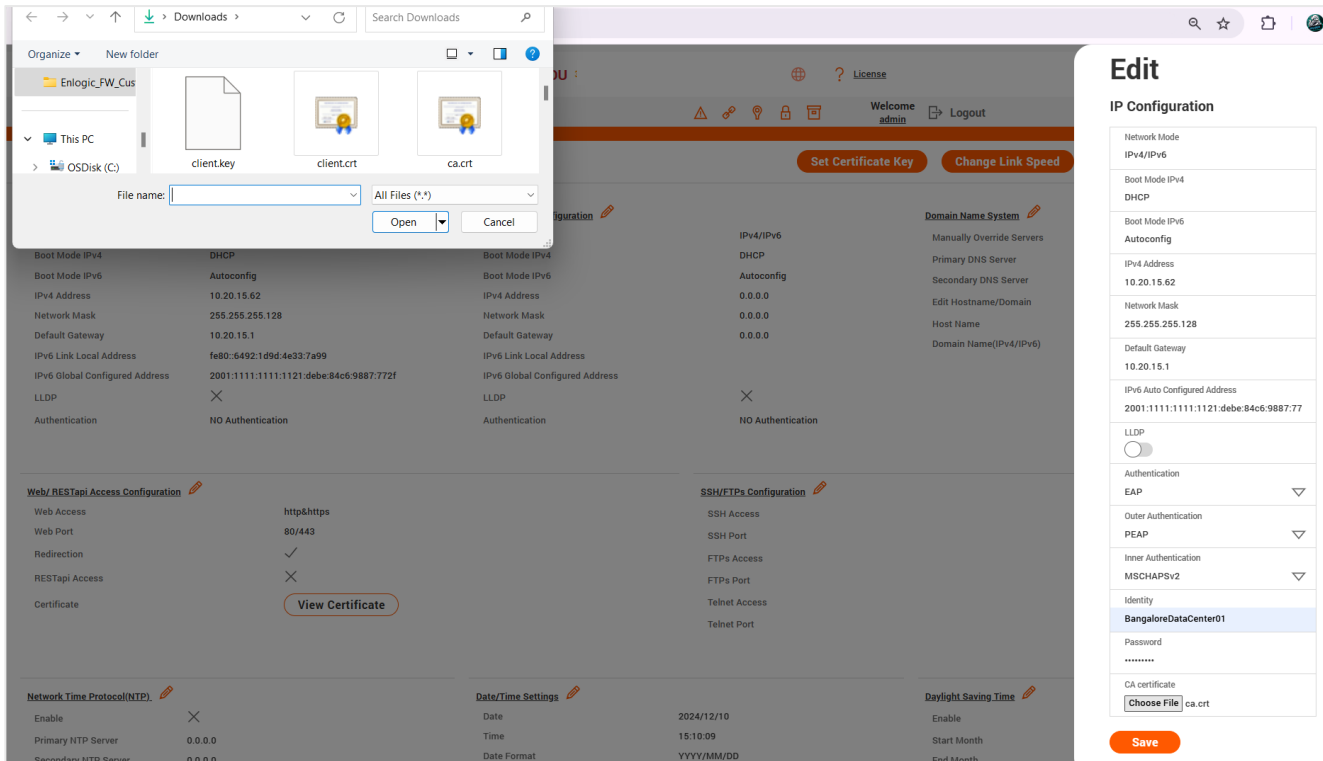 Downloads
Search Downloads
Organize
New folder
Enlogic_FW_Cus
This PC
OSDisk (C:)
client.key
client.crt
ca.crt
File name:
All Files (*.*)
Open
Cancel
DU
License
Welcome
admin
Logout
Set Certificate Key
Change Link Speed
iguration
IPv4/IPv6
Boot Mode IPv4 DHCP
Boot Mode IPv6 Autoconfig
IPv4 Address 10.20.15.62
Network Mask 255.255.255.128
Default Gateway 10.20.15.1
IPv6 Link Local Address fe80::6492:1d9d:4e33:7a99
IPv6 Global Configured Address 2001:1111:1111:1121:debe:84c6:9887:772f
LLDP
Authentication NO Authentication
Boot Mode IPv4 DHCP
Boot Mode IPv6 Autoconfig
IPv4 Address 0.0.0.0
Network Mask 0.0.0.0
Default Gateway 0.0.0.0
IPv6 Link Local Address
IPv6 Global Configured Address
LLDP
Authentication NO Authentication
Domain Name System
Manually Override Servers
Primary DNS Server
Secondary DNS Server
Edit Hostname/Domain
Host Name
Domain Name(IPv4/IPv6)
Web/ RESTapi Access Configuration
Web Access http&https
Web Port 80/443
Redirection
RESTapi Access
Certificate View Certificate
SSH/FTPs Configuration
SSH Access
SSH Port
FTPs Access
FTPs Port
Telnet Access
Telnet Port
Network Time Protocol(NTP)
Enable
Primary NTP Server 0.0.0.0
Secondary NTP Server 0.0.0.0
Date/Time Settings
Date 2024/12/10
Time 15:10:09
Date Format YYYY/MM/DD
Daylight Saving Time
Enable
Start Month
End Month
Edit
IP Configuration
Network Mode
IPv4/IPv6
Boot Mode IPv4
DHCP
Boot Mode IPv6
Autoconfig
IPv4 Address
10.20.15.62
Network Mask
255.255.255.128
Default Gateway
10.20.15.1
IPv6 Auto Configured Address
2001:1111:1111:1121:debe:84c6:9887:77
LLDP
Authentication
EAP
Outer Authentication
PEAP
Inner Authentication
MSCHAPSv2
Identity
BangaloreDataCenter01
Password
•••••••••
CA certificate
Choose File ca.crt
Save